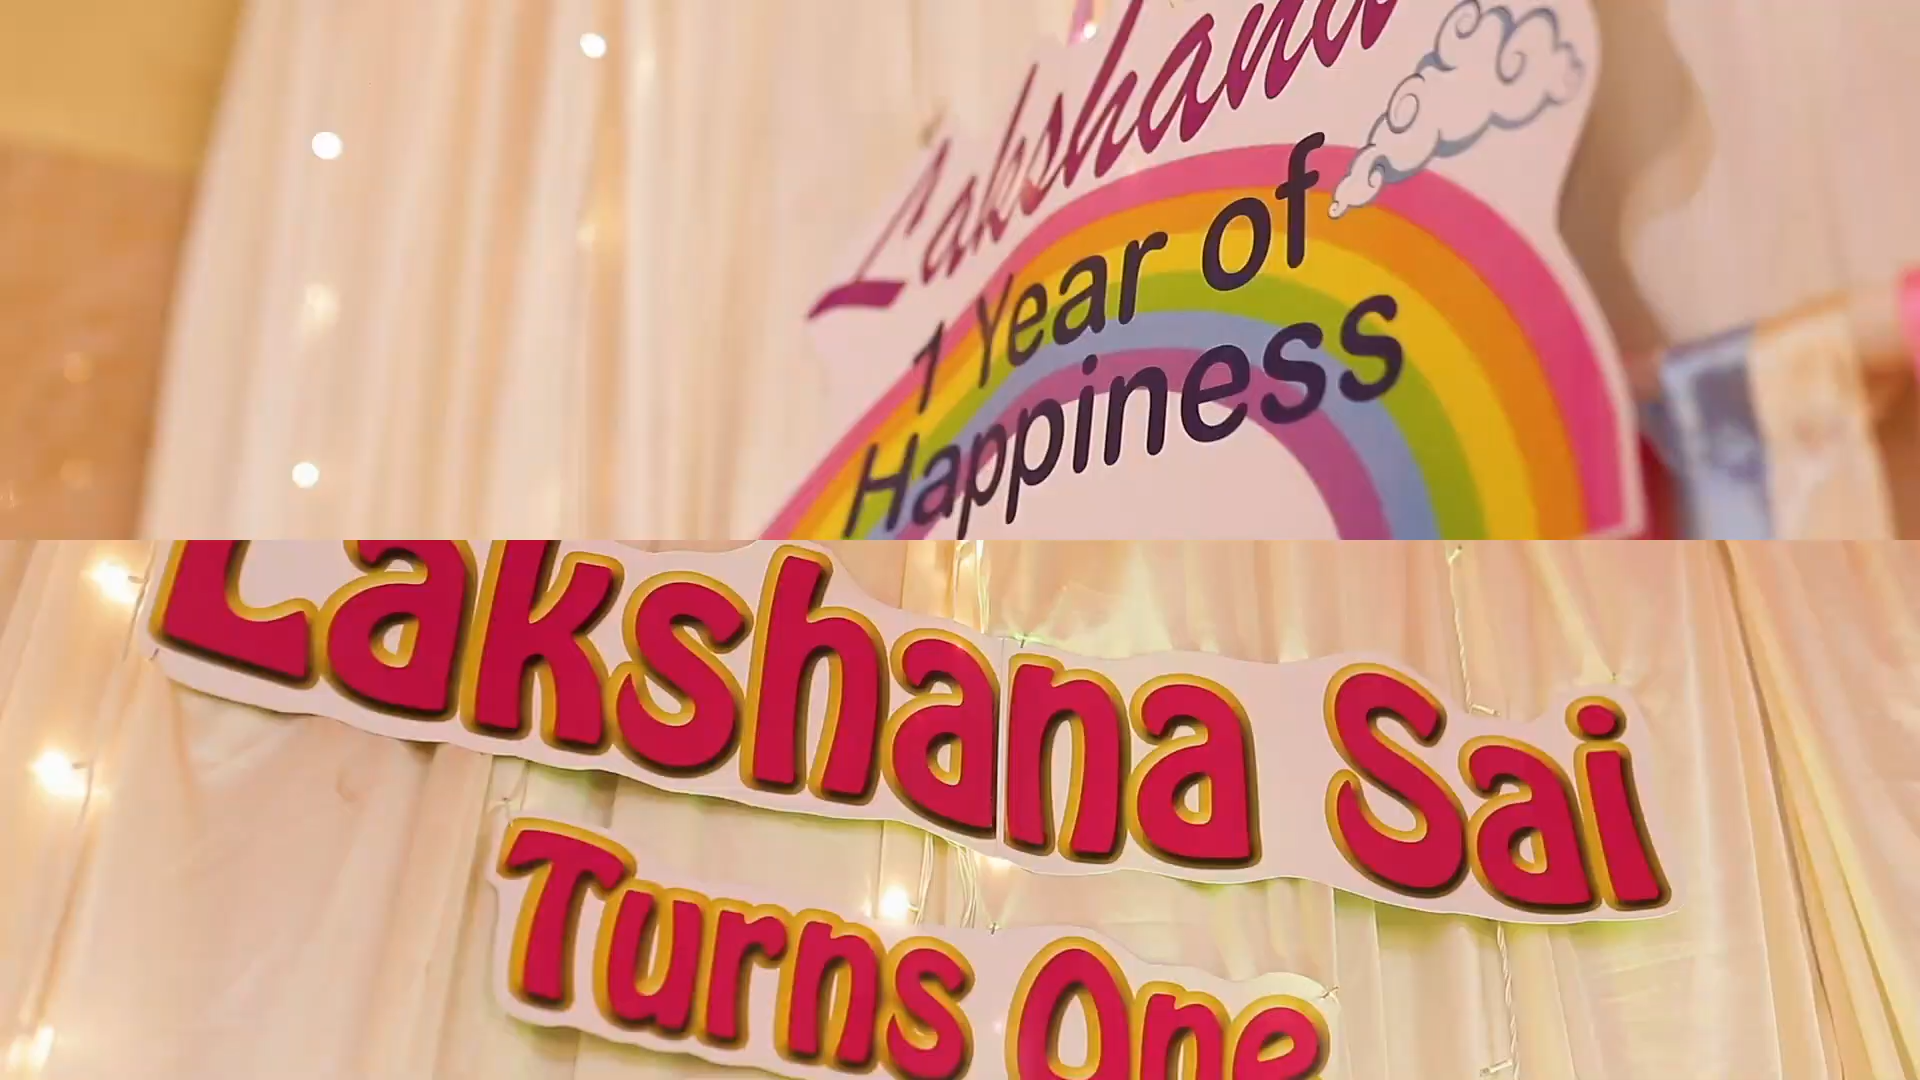 Lakshana
1 Year of
Happiness
Lakshana Sai
Turns One